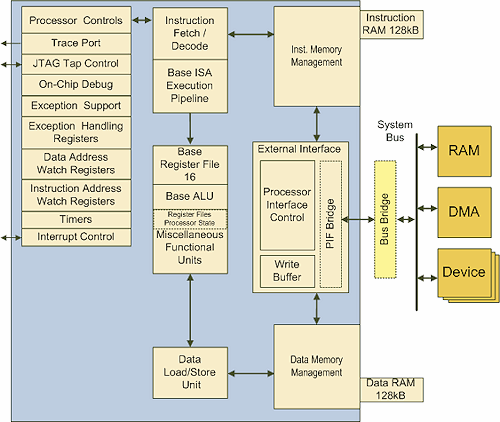 Processor Controls
Trace Port
JTAG Tap Control
On-Chip Debug
Exception Support
Exception Handling
Registers
Data Address
Watch Registers
Instruction Address
Watch Registers
Timers
Interrupt Control
Instruction
Fetch /
Decode
Base ISA
Execution
Pipeline
Base
Register File
16
Base ALU
Register Files
Processor State
Miscellaneous
Functional
Units
Data
Load/Store
Unit
Inst. Memory
Management
External Interface
Processor
Interface
Control
Write
Buffer
PIF Bridge
Data Memory
Management
Instruction
RAM 128kB
Data RAM
128kB
System
Bus
Bus Bridge
RAM
DMA
Device